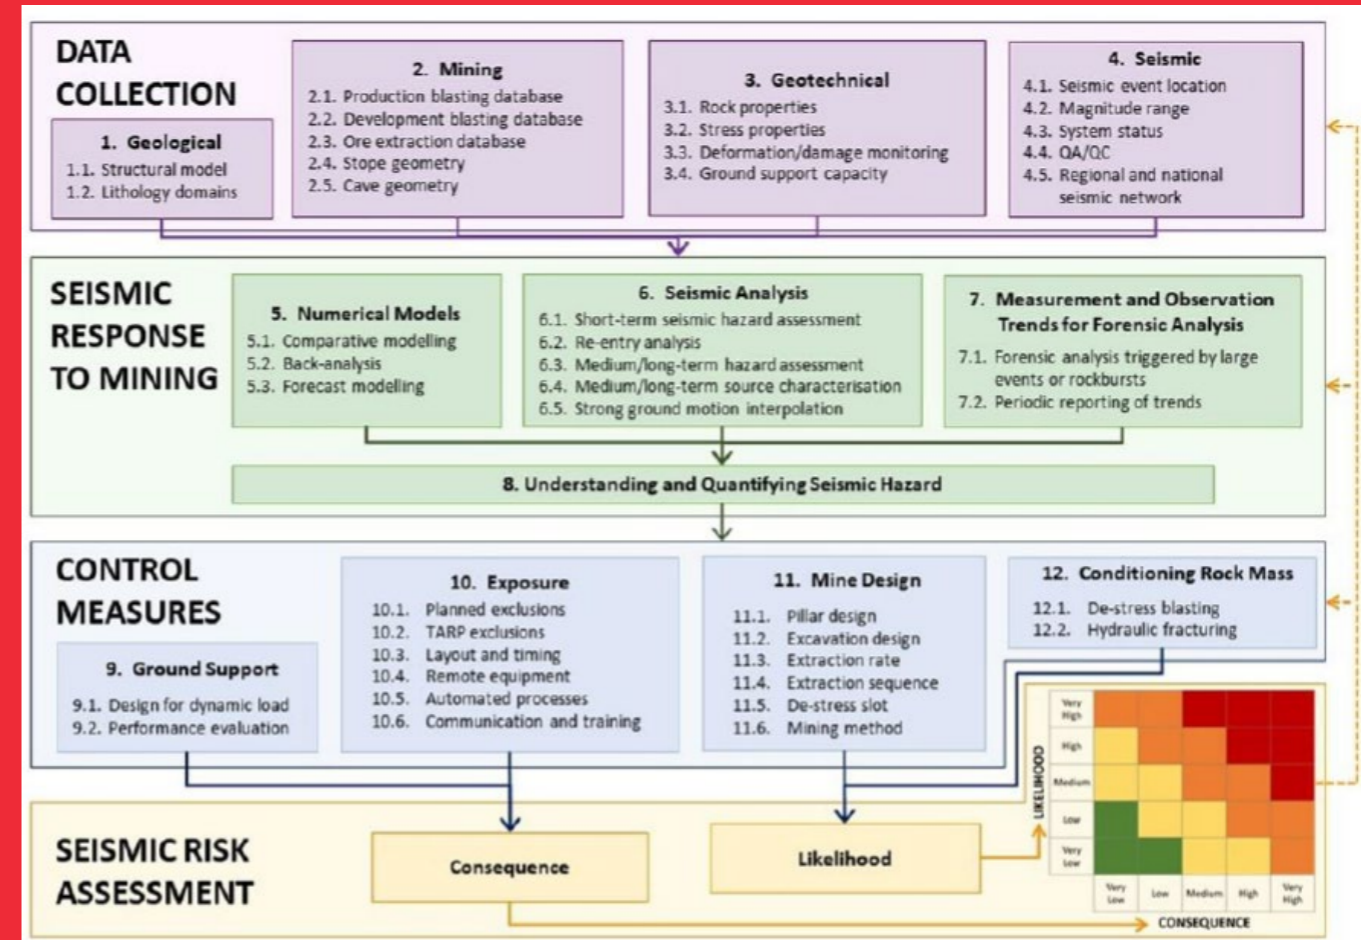 DATA
COLLECTION
1. Geological
1.1. Structural model
1.2. Lithology domains
2. Mining
2.1. Production blasting database
2.2. Development blasting database
2.3. Ore extraction database
2.4. Stope geometry
2.5. Cave geometry
3. Geotechnical
3.1. Rock properties
3.2. Stress properties
3.3. Deformation/damage monitoring
3.4. Ground support capacity
4. Seismic
4.1. Seismic event location
4.2. Magnitude range
4.3. System status
4.4. QA/QC
4.5. Regional and national
seismic network
SEISMIC
RESPONSE
TO MINING
5. Numerical Models
5.1. Comparative modelling
5.2. Back-analysis
5.3. Forecast modelling
6. Seismic Analysis
6.1. Short-term seismic hazard assessment
6.2. Re-entry analysis
6.3. Medium/long-term hazard assessment
6.4. Medium/long-term source characterisation
6.5. Strong ground motion interpolation
7. Measurement and Observation
Trends for Forensic Analysis
7.1. Forensic analysis triggered by large
events or rockbursts
7.2. Periodic reporting of trends
8. Understanding and Quantifying Seismic Hazard
CONTROL
MEASURES
9. Ground Support
9.1. Design for dynamic load
9.2. Performance evaluation
10. Exposure
10.1. Planned exclusions
10.2. TARP exclusions
10.3. Layout and timing
10.4. Remote equipment
10.5. Automated processes
10.6. Communication and training
11. Mine Design
11.1. Pillar design
11.2. Excavation design
11.3. Extraction rate
11.4. Extraction sequence
11.5. De-stress slot
11.6. Mining method
12. Conditioning Rock Mass
12.1. De-stress blasting
12.2. Hydraulic fracturing
SEISMIC RISK
ASSESSMENT
Consequence
Likelihood
LIKELIHOOD
Very
High
High
Medium
Low
Very
Low
Very
Low
Low
Medium
High
Very
High
CONSEQUENCE